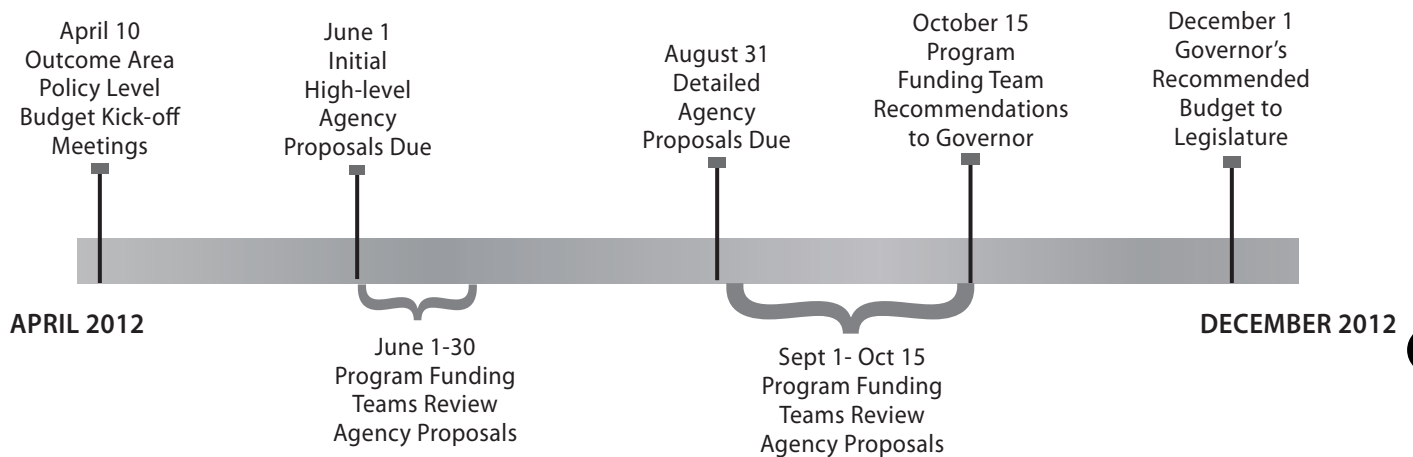 April 10
Outcome Area
Policy Level
Budget Kick-off
Meetings
June 1
Initial
High-level
Agency
Proposals Due
August 31
Detailed
Agency
Proposals Due
October 15
Program
Funding Team
Recommendations
to Governor
December 1
Governor’s
Recommended
Budget to
Legislature
APRIL 2012
DECEMBER 2012
June 1-30
Program Funding
Teams Review
Agency Proposals
Sept 1- Oct 15
Program Funding
Teams Review
Agency Proposals